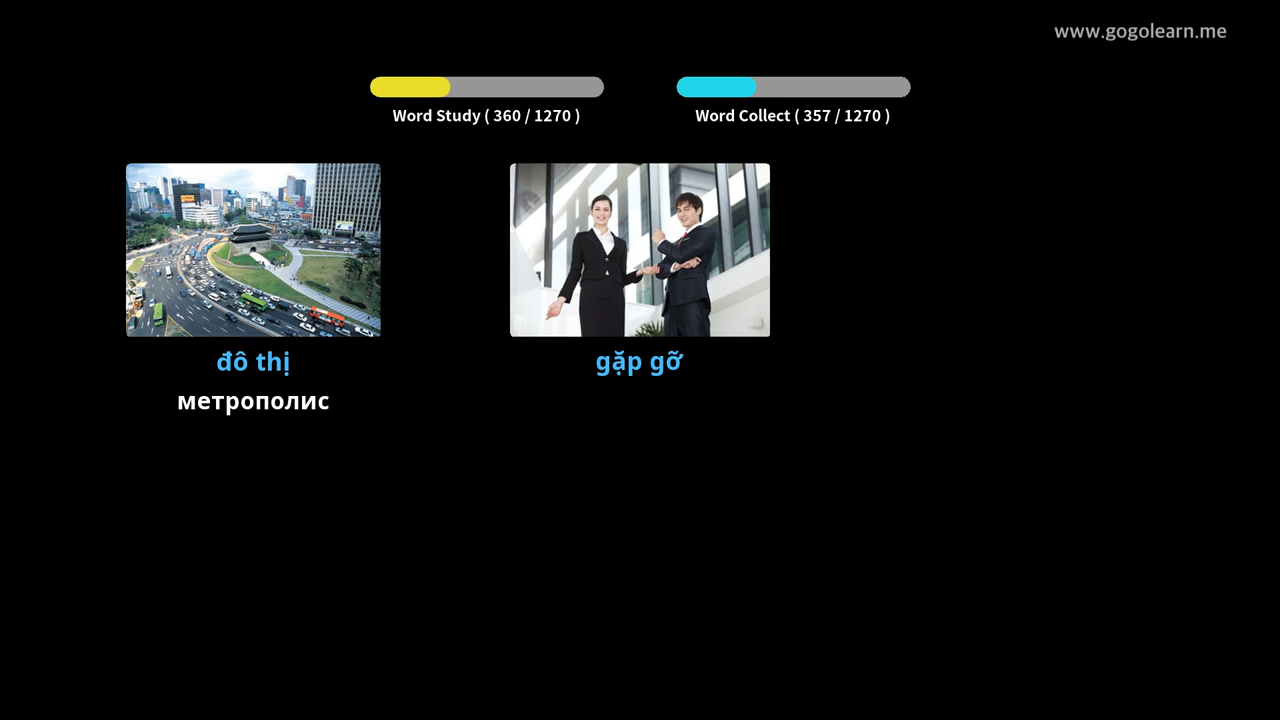 www.gogolearn.me
Word Study ( 360 / 1270 )
Word Collect ( 357 / 1270 )
đô thị
метрополис
gặp gỡ